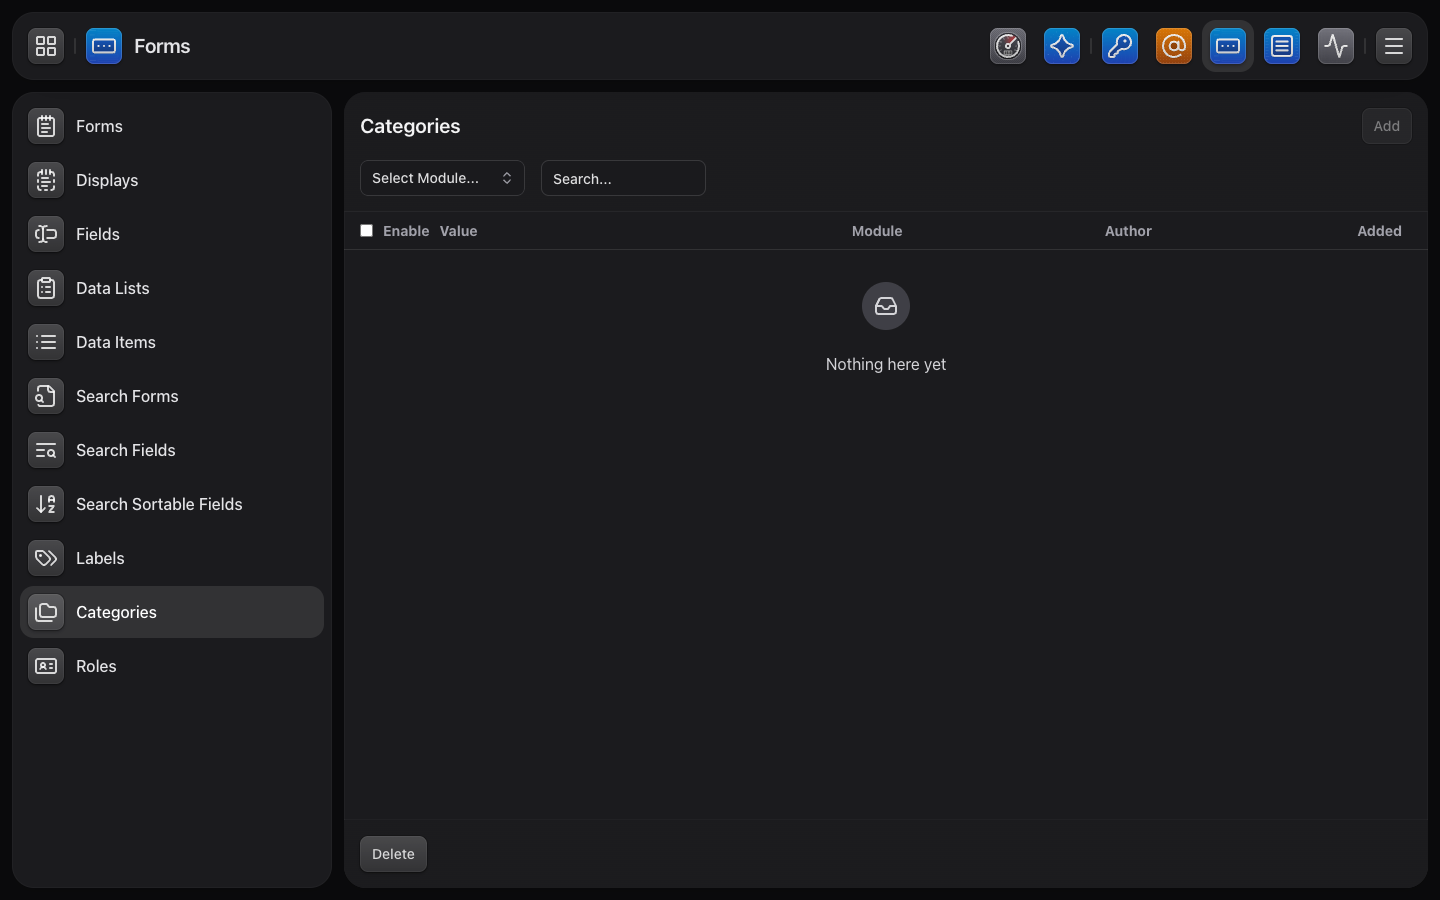 Forms
Forms
Displays
Fields
Data Lists
Data Items
Search Forms
Search Fields
Search Sortable Fields
Labels
Categories
Roles
Categories
Add
Select Module...
Search...
Enable Value Module Author Added
Nothing here yet
Delete